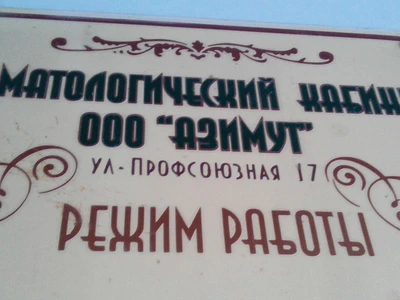 МАТОЛОГИЧЕСКИЙ КАБИН
ООО "АЗИМУТ"
УЛ-ПРОФСОЮЗНАЯ 17
РЕЖИМ РАБОТЫ